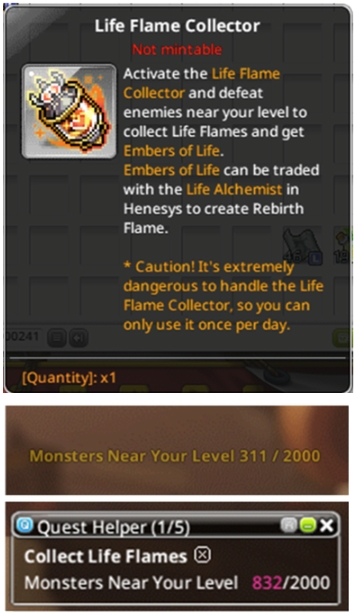 Life Flame Collector
Not mintable
Activate the Life Flame
Collector and defeat
enemies near your level to
collect Life Flames and get
Embers of Life.
Embers of Life can be traded
with the Life Alchemist in
Henesys to create Rebirth
Flame.
* Caution! It's extremely
dangerous to handle the Life
Flame Collector, so you can
only use it once per day.
00241
[Quantity]: x1
Monsters Near Your Level 311 / 2000
Quest Helper (1/5)
Collect Life Flames
Monsters Near Your Level 832/2000